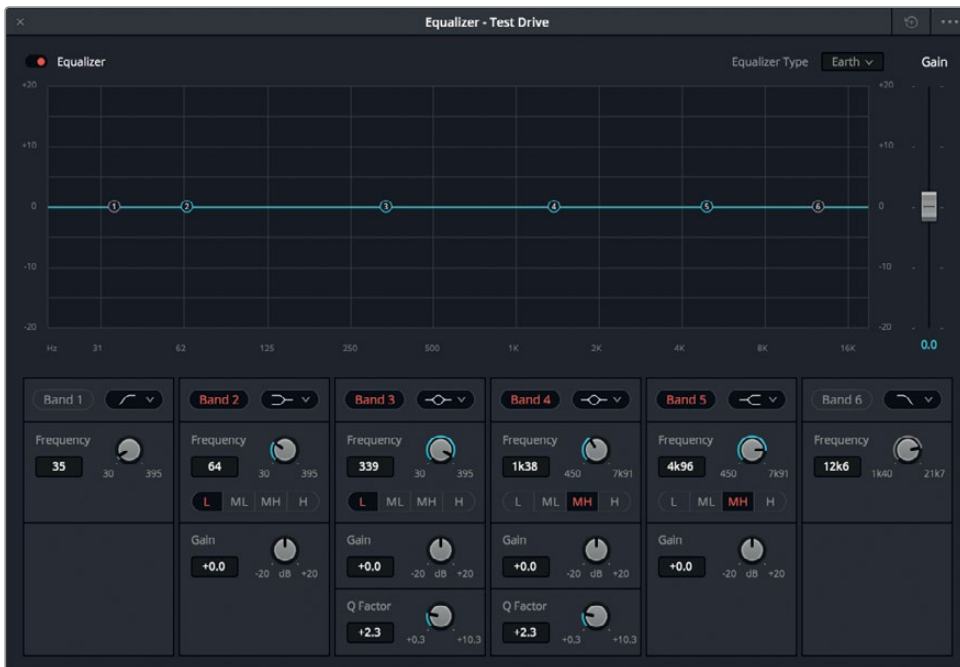 Equalizer - Test Drive
Equalizer Equalizer Type Earth Gain
+20 +20
+10 +10
0 1 2 3 4 5 6 0
-10 -10
-20 -20
Hz 31 62 125 250 500 1K 2K 4K 8K 16K 0.0
Band 1 Band 2 Band 3 Band 4 Band 5 Band 6
Frequency Frequency Frequency Frequency Frequency Frequency
35 64 339 1k38 4k96 12k6
30 395 30 395 30 395 450 7k91 450 7k91 1k40 21k7
L ML MH H L ML MH H L ML MH H L ML MH H
Gain Gain Gain Gain
+0.0 +0.0 +0.0 +0.0
-20 dB +20 -20 dB +20 -20 dB +20 -20 dB +20
Q Factor Q Factor
+2.3 +2.3
+0.3 +10.3 +0.3 +10.3